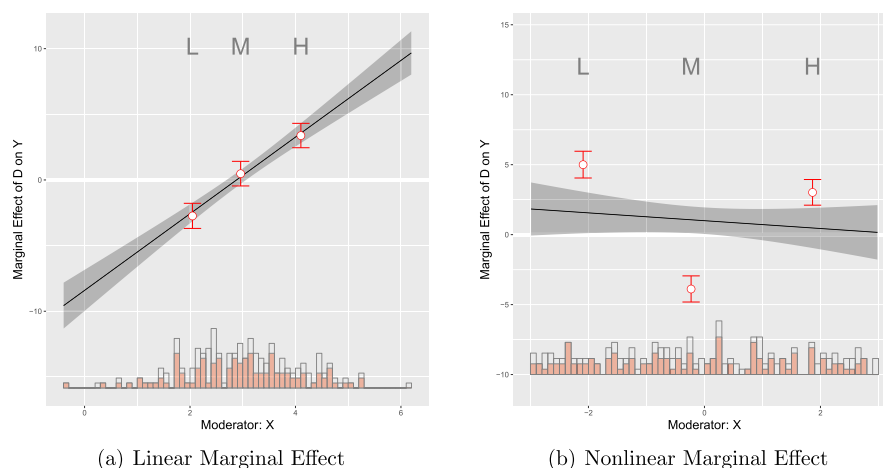 Marginal Effect of D on Y
10
0
−10
L M H
0 2 4 6
Moderator: X
(a) Linear Marginal Effect
Marginal Effect of D on Y
15
10
5
0
−5
−10
L M H
−2 0 2
Moderator: X
(b) Nonlinear Marginal Effect